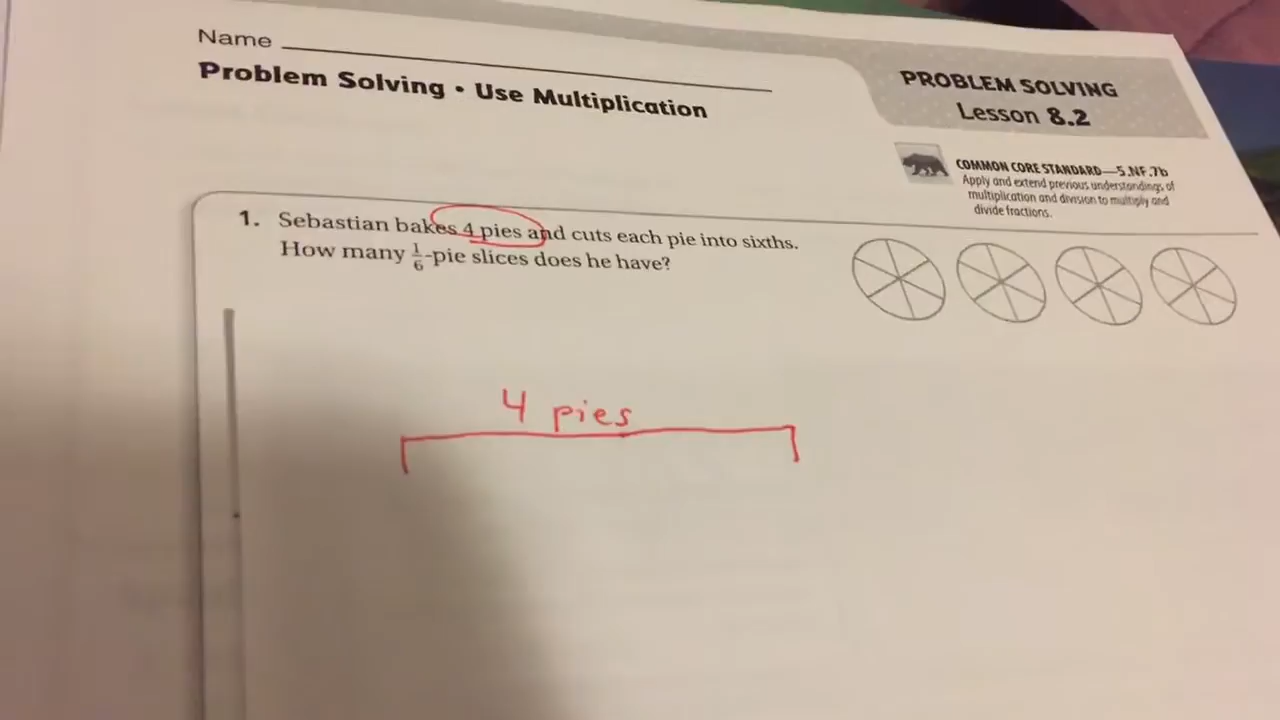 Name
Problem Solving • Use Multiplication
PROBLEM SOLVING
Lesson 8.2
COMMON CORE STANDARD—5.NF.7b
Apply and extend previous understandings of
multiplication and division to multiply and
divide fractions.
1. Sebastian bakes 4 pies and cuts each pie into sixths.
How many 1/6-pie slices does he have?
4 pies